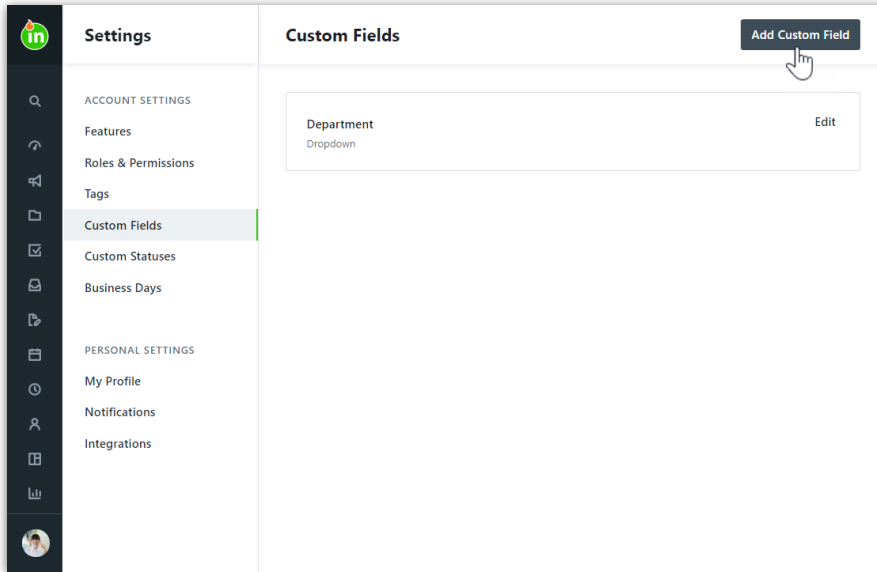 in
Settings
Custom Fields
Add Custom Field
ACCOUNT SETTINGS
Features
Roles & Permissions
Tags
Custom Fields
Custom Statuses
Business Days
PERSONAL SETTINGS
My Profile
Notifications
Integrations
Department
Edit
Dropdown